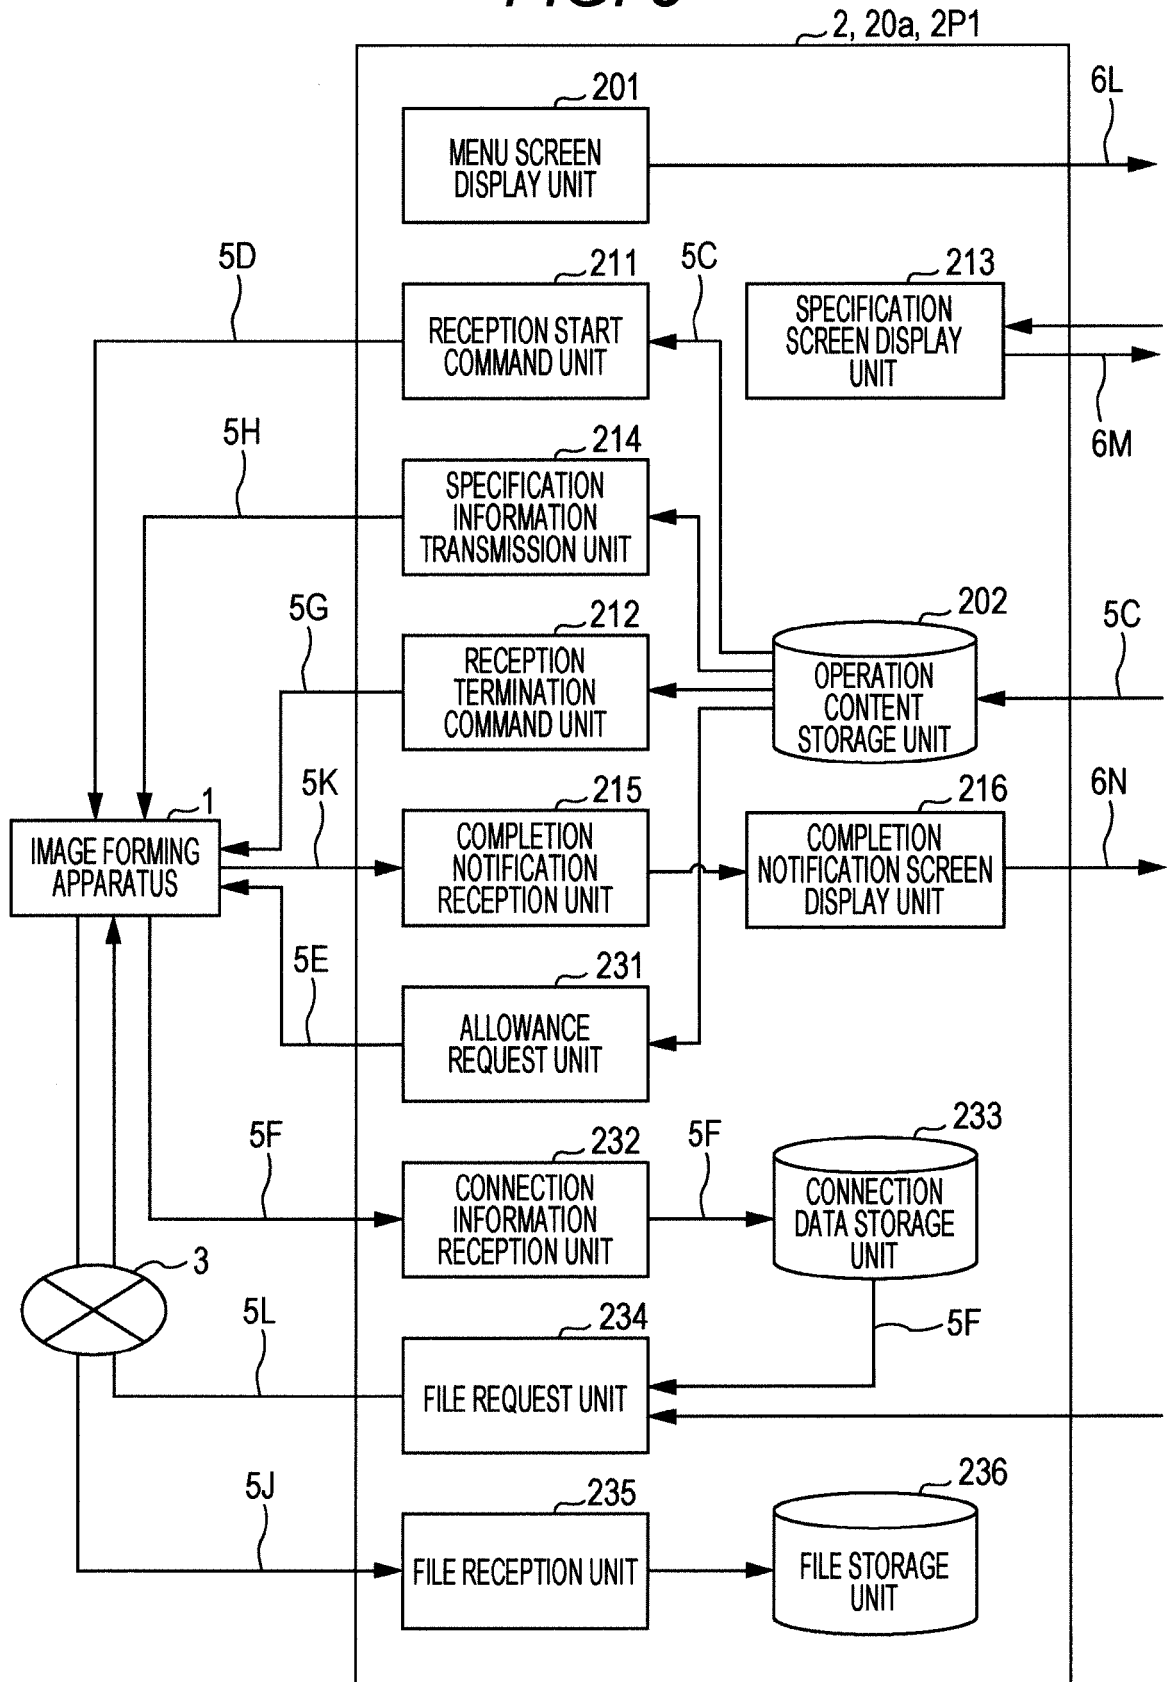 2, 20a, 2P1
201
6L
MENU SCREEN
DISPLAY UNIT
5D
211
5C
213
RECEPTION START
COMMAND UNIT
SPECIFICATION
SCREEN DISPLAY
UNIT
6M
5H
214
SPECIFICATION
INFORMATION
TRANSMISSION UNIT
5G
212
202
5C
RECEPTION
TERMINATION
COMMAND UNIT
OPERATION
CONTENT
STORAGE UNIT
1
5K
215
216
6N
IMAGE FORMING
APPARATUS
COMPLETION
NOTIFICATION
RECEPTION UNIT
COMPLETION
NOTIFICATION SCREEN
DISPLAY UNIT
5E
231
ALLOWANCE
REQUEST UNIT
5F
232
5F
233
CONNECTION
INFORMATION
RECEPTION UNIT
CONNECTION
DATA STORAGE
UNIT
3
5L
234
5F
FILE REQUEST UNIT
5J
235
236
FILE RECEPTION UNIT
FILE STORAGE
UNIT